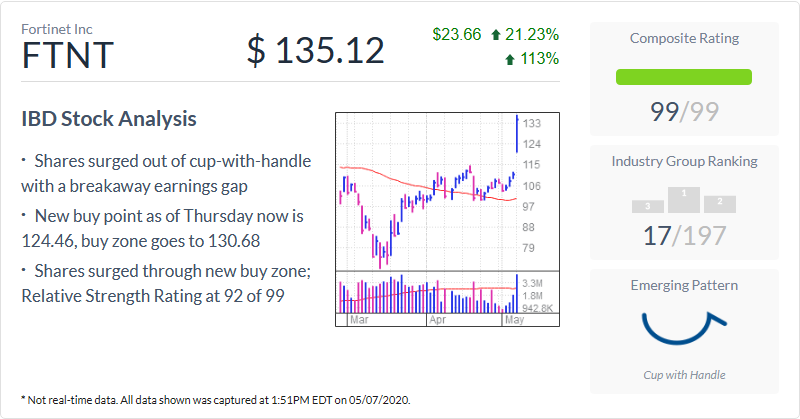 Fortinet Inc
FTNT
$ 135.12
$23.66 21.23%
113%
IBD Stock Analysis
· Shares surged out of cup-with-handle
with a breakaway earnings gap
· New buy point as of Thursday now is
124.46, buy zone goes to 130.68
· Shares surged through new buy zone;
Relative Strength Rating at 92 of 99
133
124
115
106
97
88
79
3.3M
1.8M
942.8K
Mar Apr May
Composite Rating
99/99
Industry Group Ranking
3 1 2
17/197
Emerging Pattern
Cup with Handle
* Not real-time data. All data shown was captured at 1:51PM EDT on 05/07/2020.